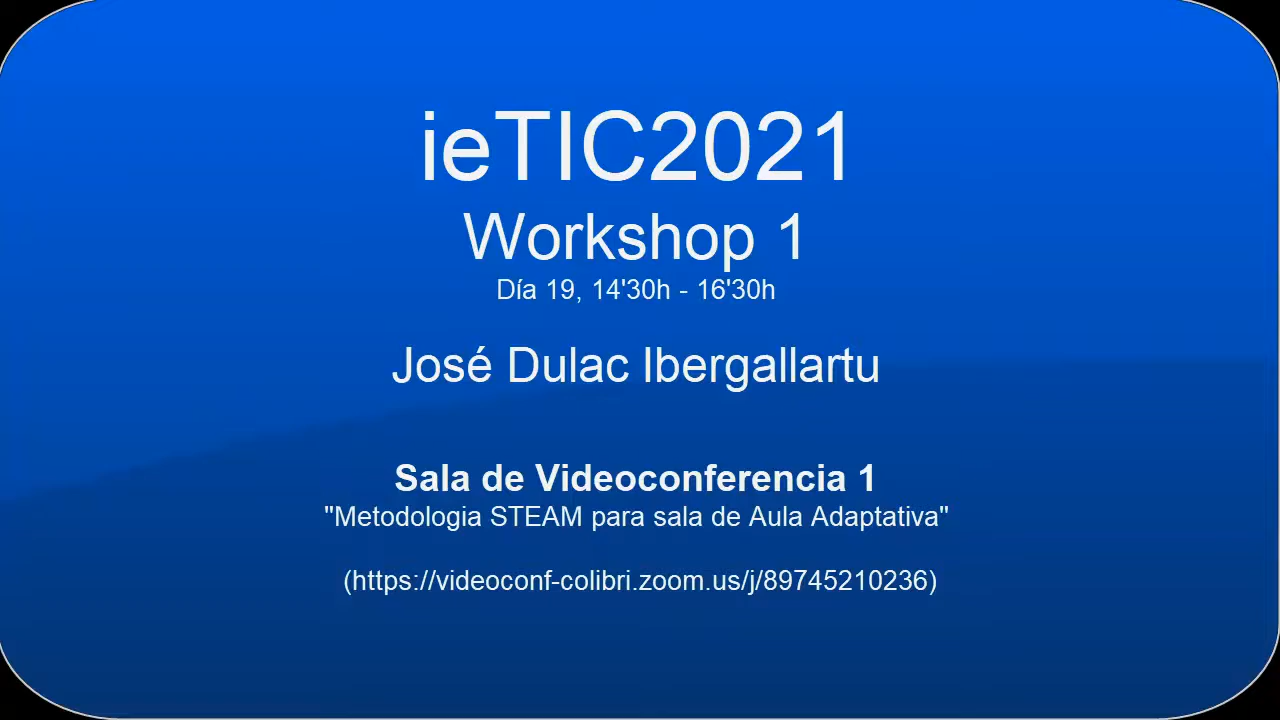 ieTIC2021
Workshop 1
Día 19, 14'30h - 16'30h
José Dulac Ibergallartu
Sala de Videoconferencia 1
"Metodologia STEAM para sala de Aula Adaptativa"
(https://videoconf-colibri.zoom.us/j/89745210236)